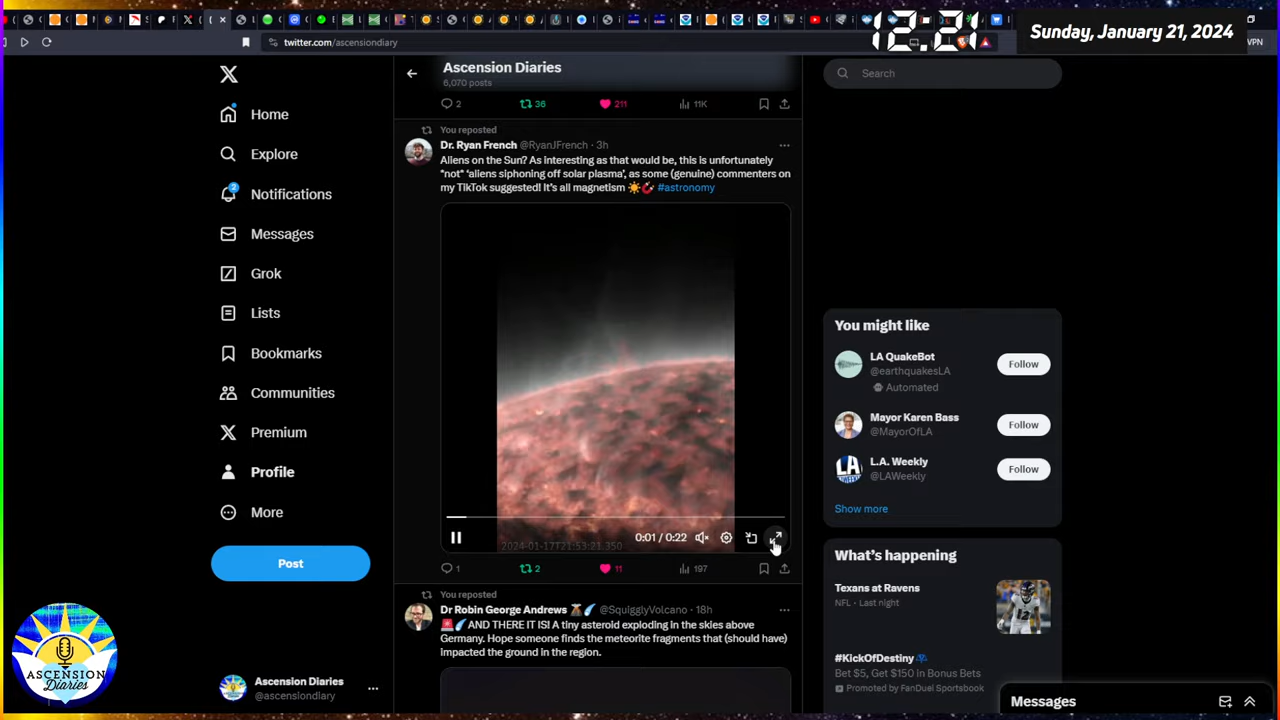 12:21
Sunday, January 21, 2024
twitter.com/ascensiondiary
VPN
Home
Explore
2
Notifications
Messages
Grok
Lists
Bookmarks
Communities
Premium
Profile
More
Post
Ascension Diaries
@ascensiondiary
ASCENSION
Diaries
Ascension Diaries
6,070 posts
2
36
211
11K
You reposted
Dr. Ryan French @RyanJFrench · 3h
Aliens on the Sun? As interesting as that would be, this is unfortunately
*not* 'aliens siphoning off solar plasma', as some (genuine) commenters on
my TikTok suggested! It's all magnetism #astronomy
0:01 / 0:22
2024-01-17T21:53:21.350
1
2
11
197
You reposted
Dr Robin George Andrews @SquigglyVolcano · 18h
AND THERE IT IS! A tiny asteroid exploding in the skies above
Germany. Hope someone finds the meteorite fragments that (should have)
impacted the ground in the region.
Search
You might like
LA QuakeBot
@earthquakesLA
Automated
Follow
Mayor Karen Bass
@MayorOfLA
Follow
L.A. Weekly
@LAWeekly
Follow
Show more
What's happening
Texans at Ravens
NFL · Last night
#KickOfDestiny
Bet $5, Get $150 in Bonus Bets
Promoted by FanDuel Sportsbook
Messages